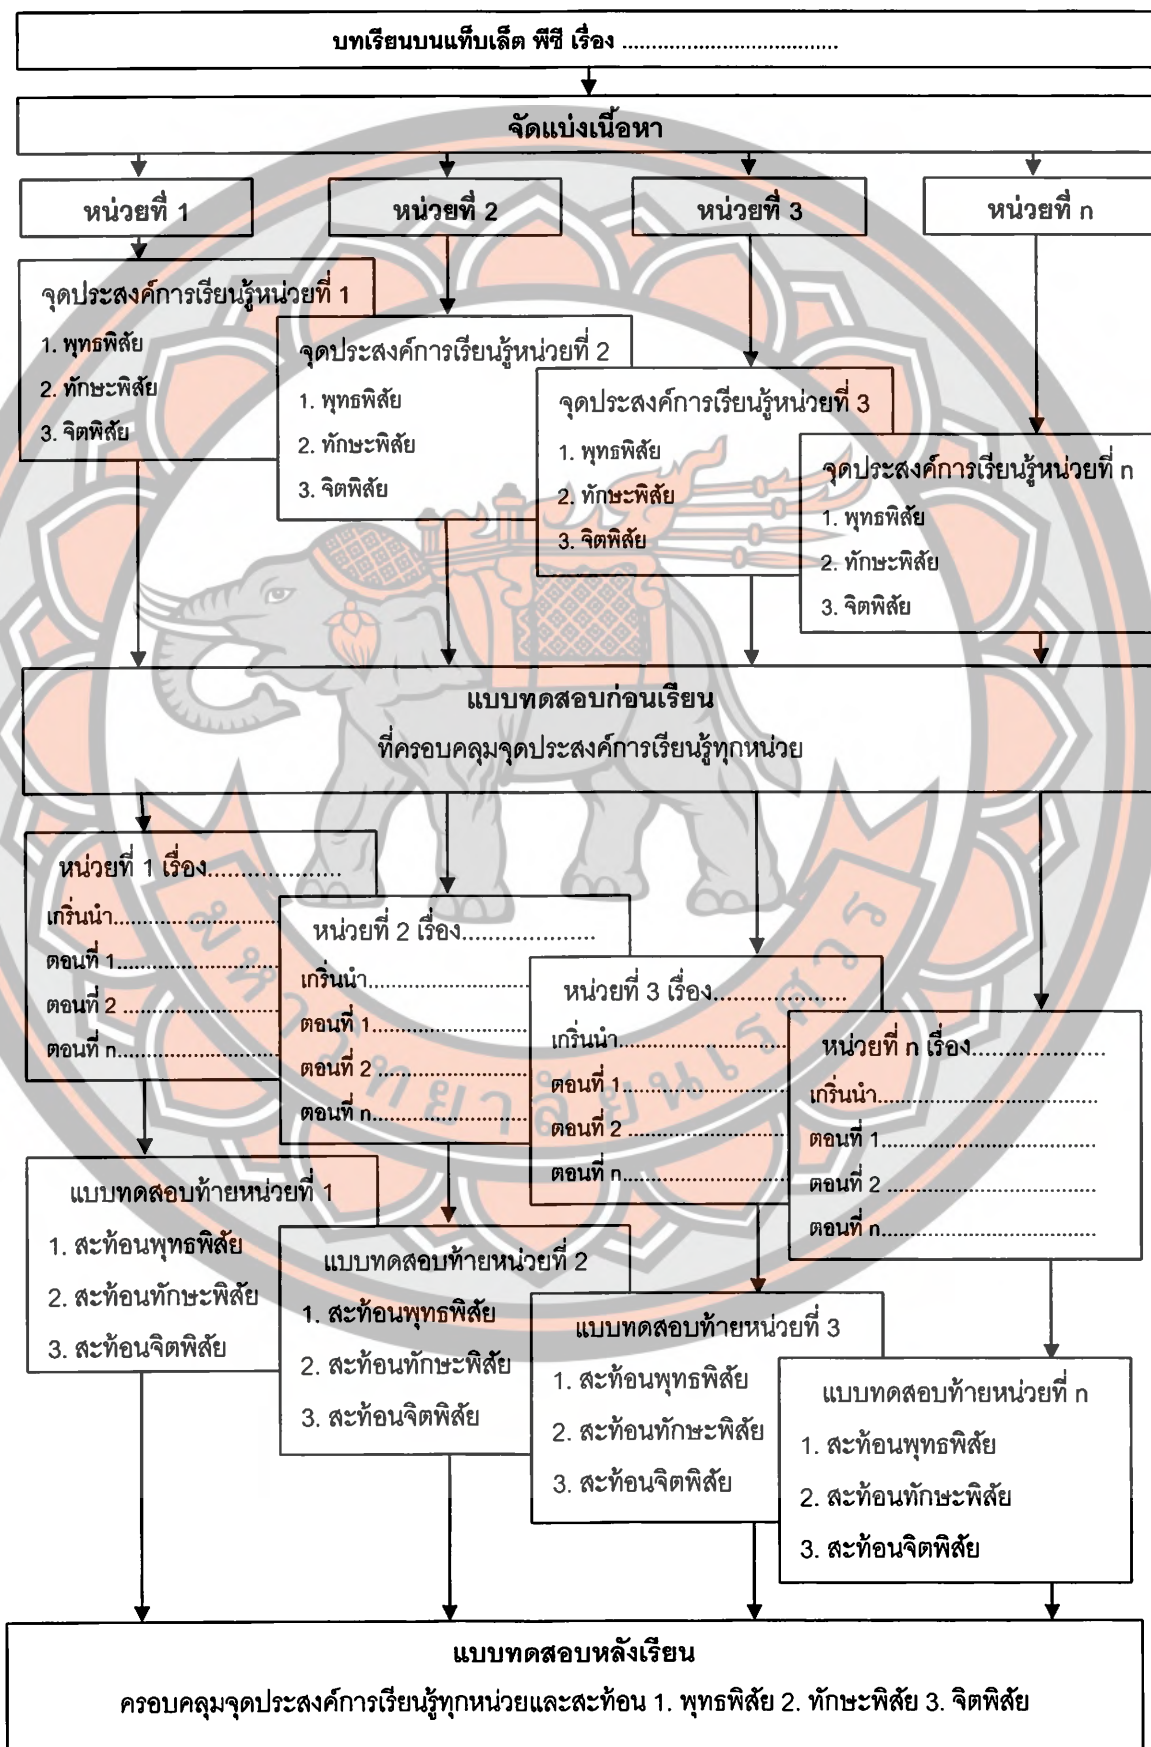 บทเรียนบนแท็บเล็ต พีซี เรื่อง .....................................
จัดแบ่งเนื้อหา
หน่วยที่ 1
หน่วยที่ 2
หน่วยที่ 3
หน่วยที่ n
จุดประสงค์การเรียนรู้หน่วยที่ 1
1. พุทธพิสัย
2. ทักษะพิสัย
3. จิตพิสัย
จุดประสงค์การเรียนรู้หน่วยที่ 2
1. พุทธพิสัย
2. ทักษะพิสัย
3. จิตพิสัย
จุดประสงค์การเรียนรู้หน่วยที่ 3
1. พุทธพิสัย
2. ทักษะพิสัย
3. จิตพิสัย
จุดประสงค์การเรียนรู้หน่วยที่ n
1. พุทธพิสัย
2. ทักษะพิสัย
3. จิตพิสัย
แบบทดสอบก่อนเรียน
ที่ครอบคลุมจุดประสงค์การเรียนรู้ทุกหน่วย
หน่วยที่ 1 เรื่อง....................
เกริ่นนำ............................
ตอนที่ 1............................
ตอนที่ 2 ...........................
ตอนที่ n............................
หน่วยที่ 2 เรื่อง....................
เกริ่นนำ............................
ตอนที่ 1............................
ตอนที่ 2 ...........................
ตอนที่ n............................
หน่วยที่ 3 เรื่อง....................
เกริ่นนำ............................
ตอนที่ 1............................
ตอนที่ 2 ...........................
ตอนที่ n............................
หน่วยที่ n เรื่อง....................
เกริ่นนำ.....................................
ตอนที่ 1.....................................
ตอนที่ 2 ...................................
ตอนที่ n.....................................
มหาวิทยาลัยนเรศวร
แบบทดสอบท้ายหน่วยที่ 1
1. สะท้อนพุทธพิสัย
2. สะท้อนทักษะพิสัย
3. สะท้อนจิตพิสัย
แบบทดสอบท้ายหน่วยที่ 2
1. สะท้อนพุทธพิสัย
2. สะท้อนทักษะพิสัย
3. สะท้อนจิตพิสัย
แบบทดสอบท้ายหน่วยที่ 3
1. สะท้อนพุทธพิสัย
2. สะท้อนทักษะพิสัย
3. สะท้อนจิตพิสัย
แบบทดสอบท้ายหน่วยที่ n
1. สะท้อนพุทธพิสัย
2. สะท้อนทักษะพิสัย
3. สะท้อนจิตพิสัย
แบบทดสอบหลังเรียน
ครอบคลุมจุดประสงค์การเรียนรู้ทุกหน่วยและสะท้อน 1. พุทธพิสัย 2. ทักษะพิสัย 3. จิตพิสัย